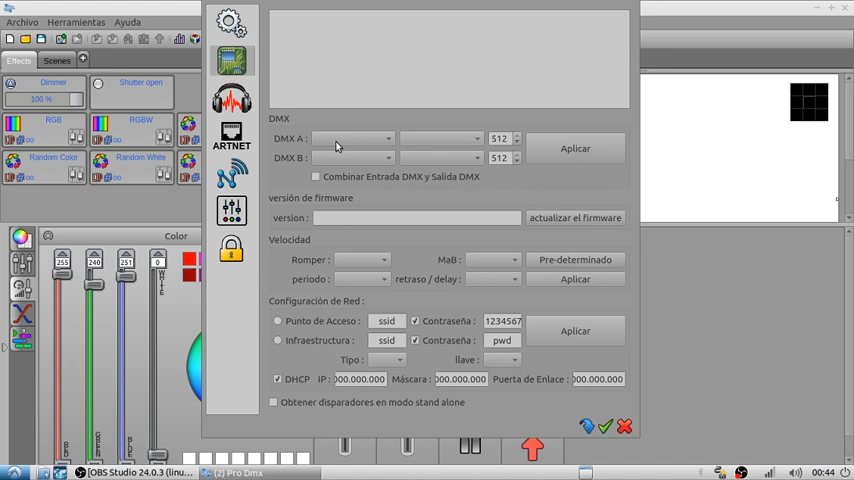 Archivo Herramientas Ayuda
Effects Scenes
Dimmer
100 %
Shutter open
RGB
RGBW
Random Color
Random White
Color
255 240 251 0
WHITE
ARTNET
DMX
DMX A : 512
Aplicar
DMX B : 512
Combinar Entrada DMX y Salida DMX
versión de firmware
version : actualizar el firmware
Velocidad
Romper : MaB : Pre-determinado
periodo : retraso / delay : Aplicar
Configuración de Red :
Punto de Acceso : ssid Contraseña : 1234567
Aplicar
Infraestructura : ssid Contraseña : pwd
Tipo : llave :
DHCP IP : 000.000.000 Máscara : 000.000.000 Puerta de Enlace : 000.000.000
Obtener disparadores en modo stand alone
[OBS Studio 24.0.3 (linu... (2) Pro Dmx 00:44